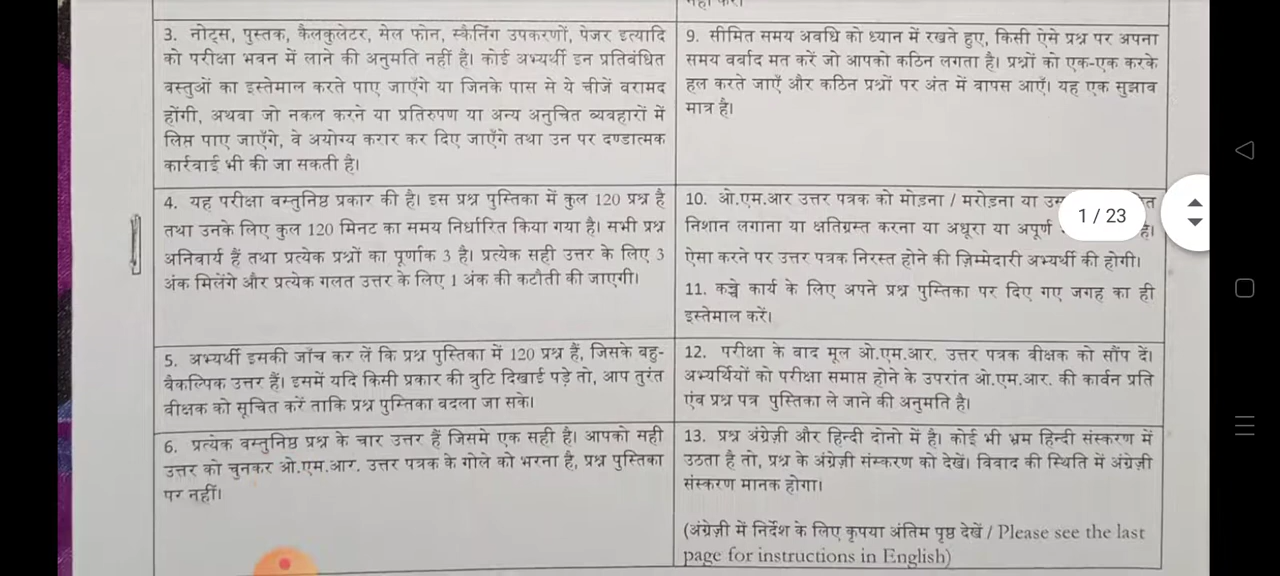 3. नोट्स, पुस्तक, कैलकुलेटर, मेल फोन, स्कैनिंग उपकरणों, पेजर इत्यादि
को परीक्षा भवन में लाने की अनुमति नहीं है। कोई अभ्यर्थी इन प्रतिबंधित
वस्तुओं का इस्तेमाल करते पाए जाएँगे या जिनके पास से ये चीजें वरामद
होंगी, अथवा जो नकल करने या प्रतिरुपण या अन्य अनुचित व्यवहारों में
लिप्त पाए जाएँगे, वे अयोग्य करार कर दिए जाएँगे तथा उन पर दण्डात्मक
कार्रवाई भी की जा सकती है।
4. यह परीक्षा वस्तुनिष्ठ प्रकार की है। इस प्रश्न पुस्तिका में कुल 120 प्रश्न है
तथा उनके लिए कुल 120 मिनट का समय निर्धारित किया गया है। सभी प्रश्न
अनिवार्य हैं तथा प्रत्येक प्रश्नों का पूर्णांक 3 है। प्रत्येक सही उत्तर के लिए 3
अंक मिलेंगे और प्रत्येक गलत उत्तर के लिए 1 अंक की कटौती की जाएगी।
5. अभ्यर्थी इसकी जाँच कर लें कि प्रश्न पुस्तिका में 120 प्रश्न हैं, जिसके बहु-
वैकल्पिक उत्तर हैं। इसमें यदि किसी प्रकार की त्रुटि दिखाई पड़े तो, आप तुरंत
वीक्षक को सूचित करें ताकि प्रश्न पुस्तिका बदला जा सके।
6. प्रत्येक वस्तुनिष्ठ प्रश्न के चार उत्तर हैं जिसमे एक सही है। आपको सही
उत्तर को चुनकर ओ.एम.आर. उत्तर पत्रक के गोले को भरना है, प्रश्न पुस्तिका
पर नहीं।
9. सीमित समय अवधि को ध्यान में रखते हुए, किसी ऐसे प्रश्न पर अपना
समय वर्वाद मत करें जो आपको कठिन लगता है। प्रश्नों को एक-एक करके
हल करते जाएँ और कठिन प्रश्नों पर अंत में वापस आएँ। यह एक सुझाव
मात्र है।
10. ओ.एम.आर उत्तर पत्रक को मोड़ना / मरोड़ना या
निशान लगाना या क्षतिग्रस्त करना या अधूरा या अपूर्ण
ऐसा करने पर उत्तर पत्रक निरस्त होने की ज़िम्मेदारी अभ्यर्थी की होगी।
11. कच्चे कार्य के लिए अपने प्रश्न पुस्तिका पर दिए गए जगह का ही
इस्तेमाल करें।
12. परीक्षा के वाद मूल ओ.एम.आर. उत्तर पत्रक वीक्षक को सौंप दें।
अभ्यर्थियों को परीक्षा समाप्त होने के उपरांत ओ.एम.आर. की कार्वन प्रति
एंव प्रश्न पत्र पुस्तिका ले जाने की अनुमति है।
13. प्रश्न अंग्रेज़ी और हिन्दी दोनो में है। कोई भी भ्रम हिन्दी संस्करण में
उठता है तो, प्रश्न के अंग्रेज़ी संस्करण को देखें। विवाद की स्थिति में अंग्रेज़ी
संस्करण मानक होगा।
(अंग्रेज़ी में निर्देश के लिए कृपया अंतिम पृष्ठ देखें / Please see the last
page for instructions in English)
1 / 23